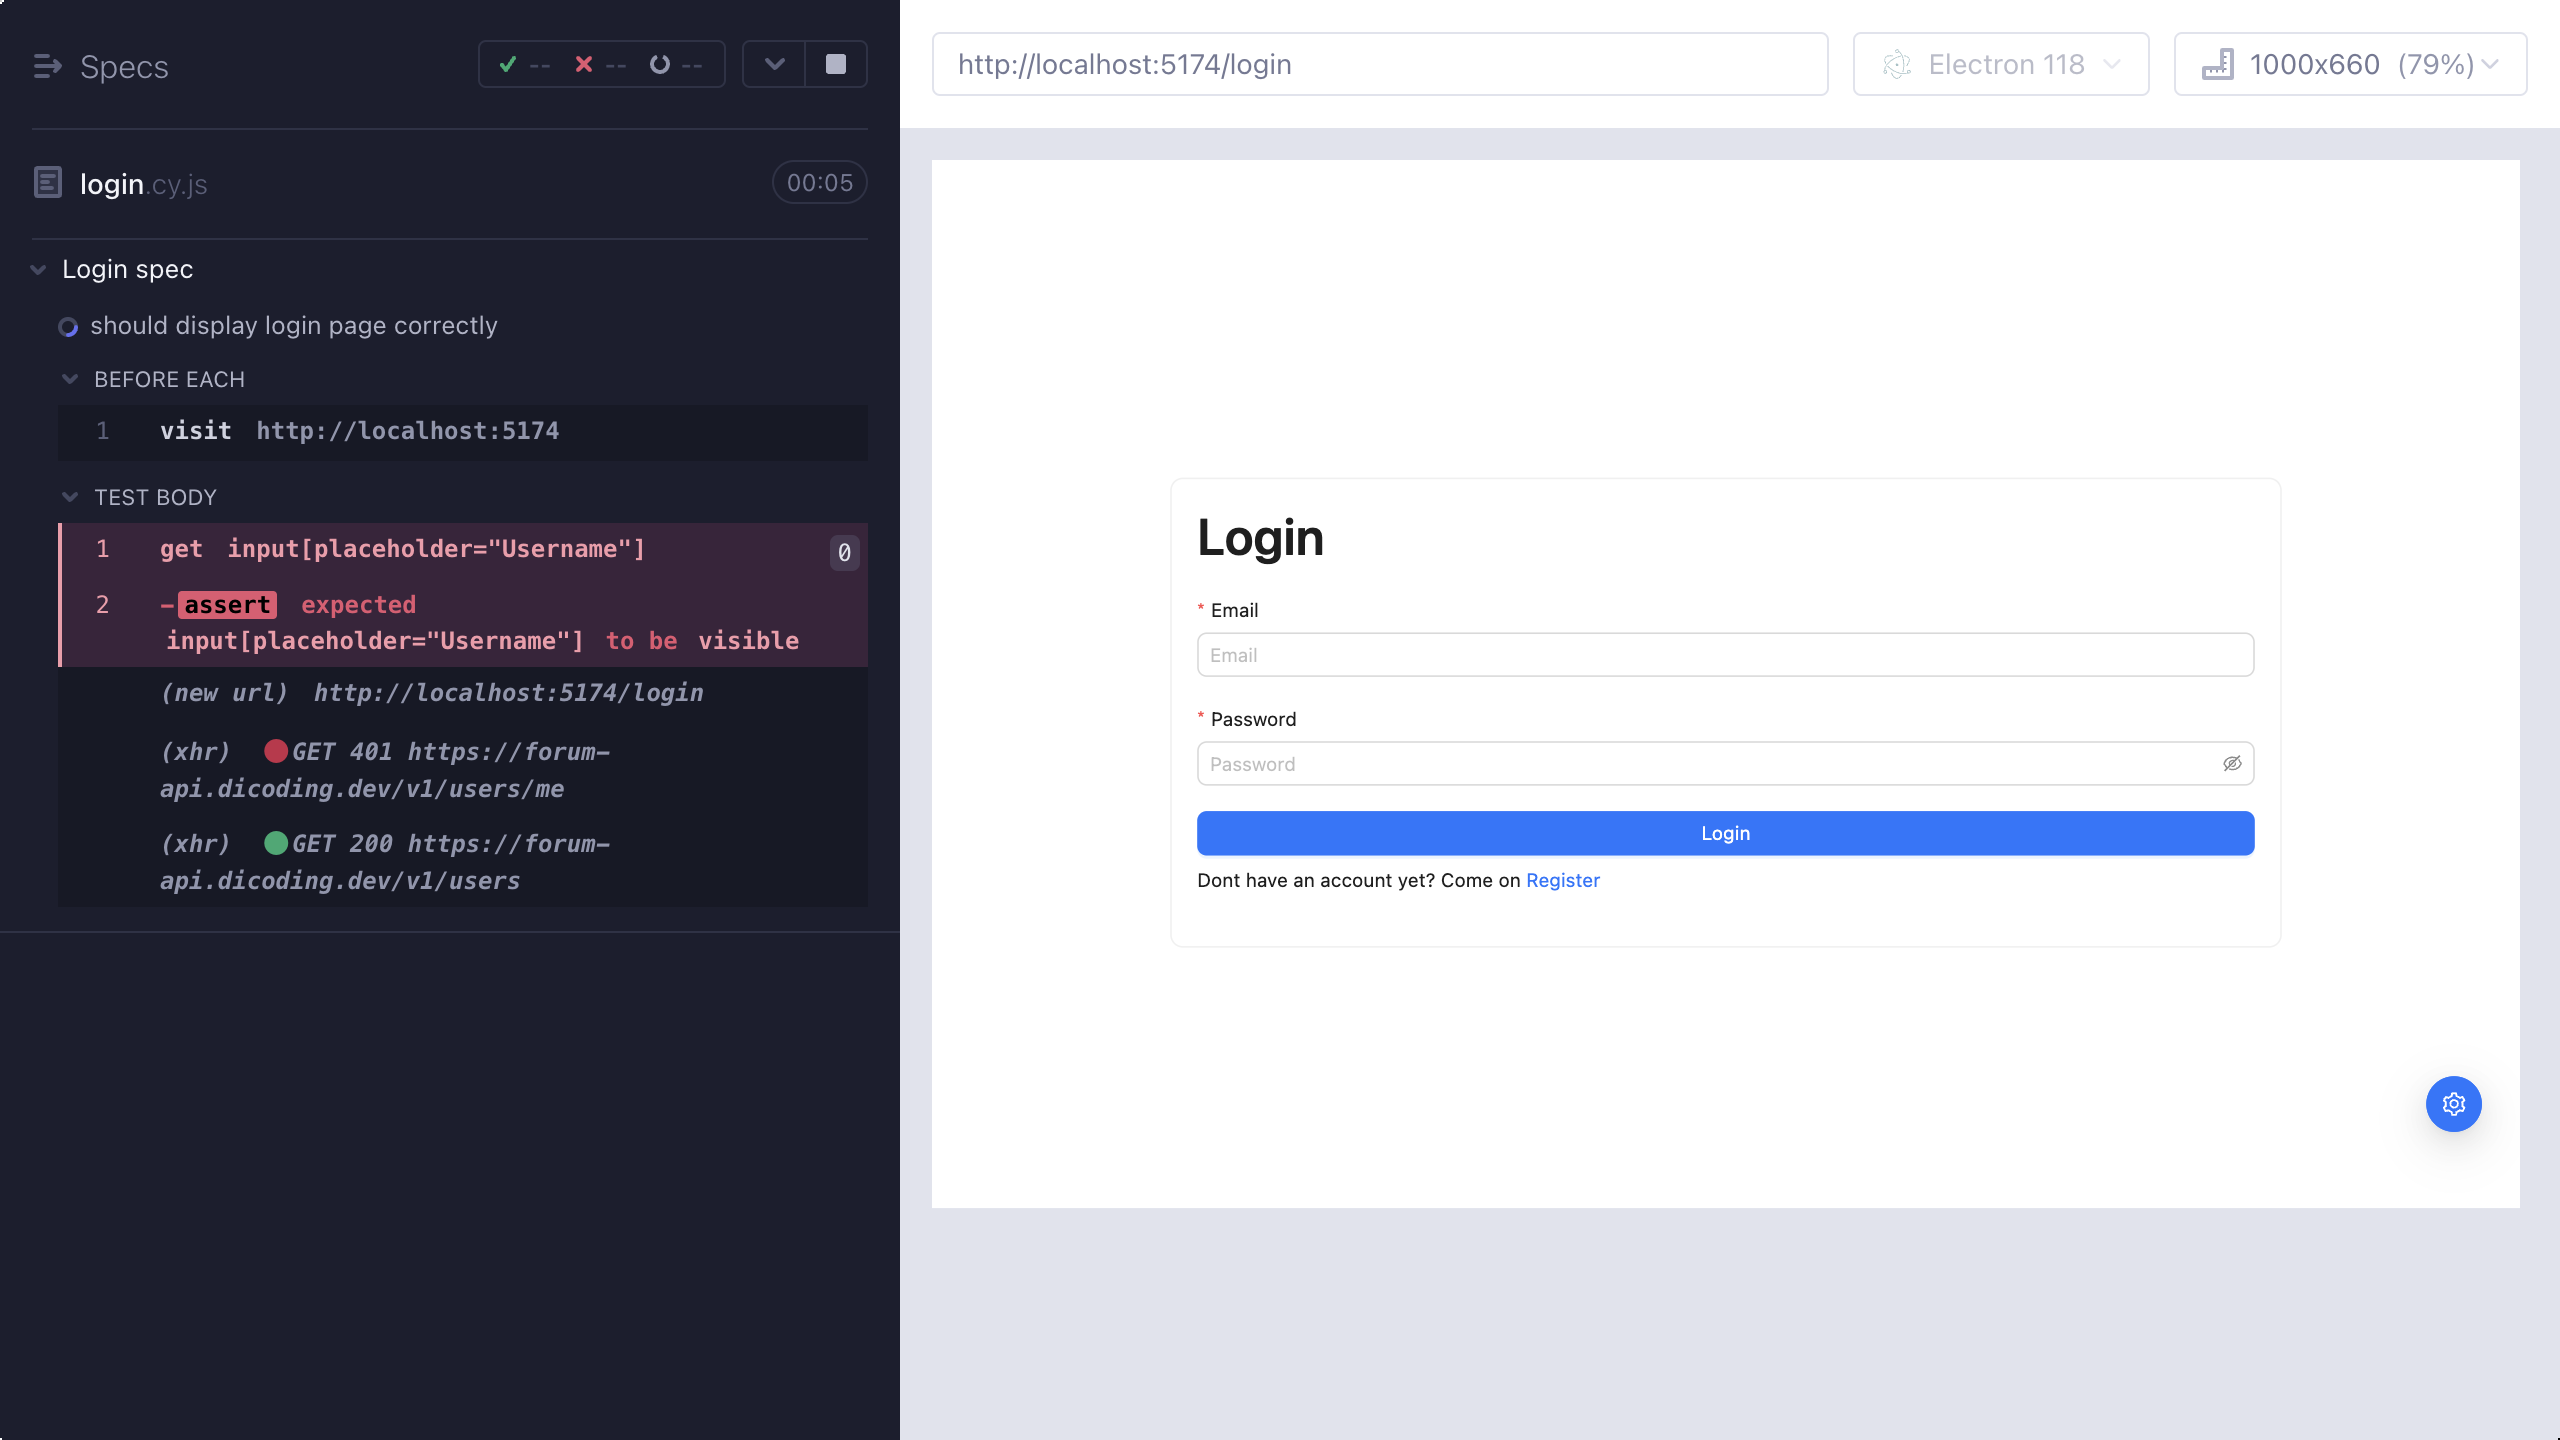 Specs
-- -- --
login.cy.js
00:05
Login spec
should display login page correctly
BEFORE EACH
1 visit http://localhost:5174
TEST BODY
1 get input[placeholder="Username"] 0
2 -assert expected
input[placeholder="Username"] to be visible
(new url) http://localhost:5174/login
(xhr) GET 401 https://forum-
api.dicoding.dev/v1/users/me
(xhr) GET 200 https://forum-
api.dicoding.dev/v1/users
http://localhost:5174/login
Electron 118
1000x660 (79%)
Login
* Email
Email
* Password
Password
Login
Dont have an account yet? Come on Register